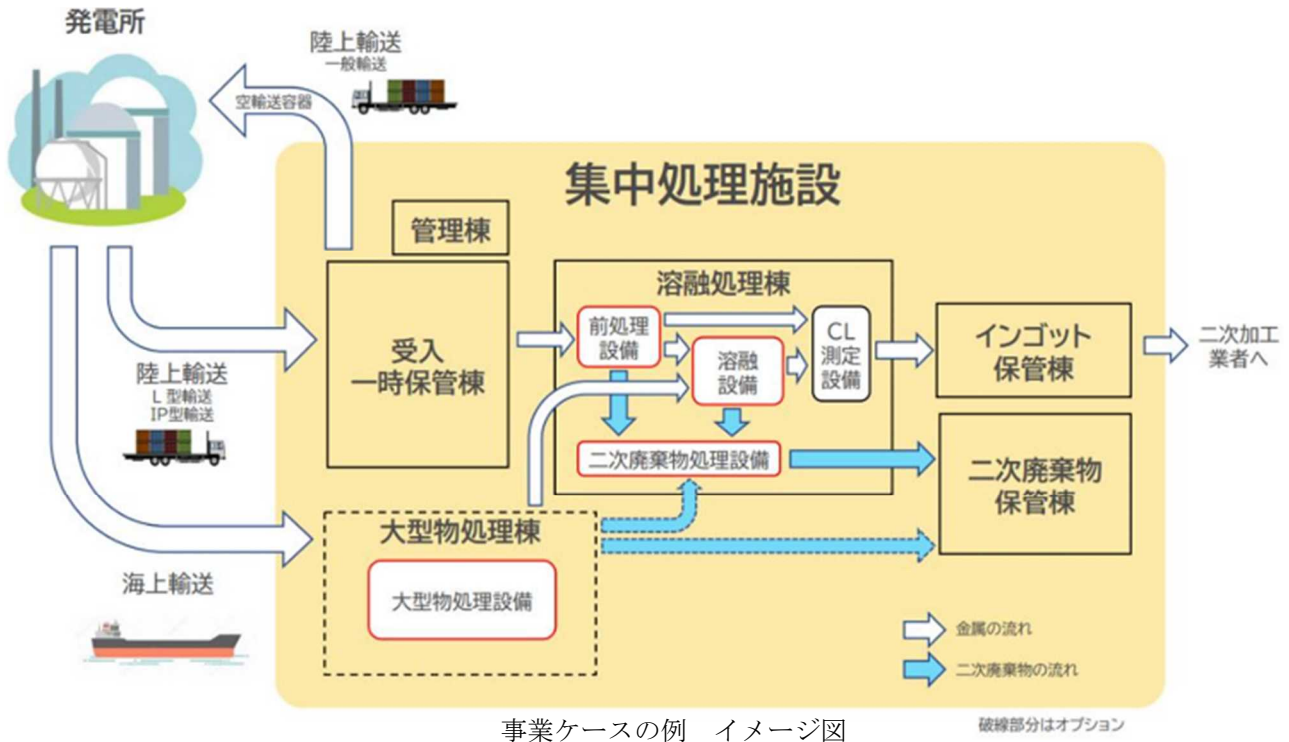 発電所
陸上輸送
一般輸送
空輸送容器
集中処理施設
管理棟
溶融処理棟
受入
一時保管棟
前処理
設備
溶融
設備
CL
測定
設備
インゴット
保管棟
二次加工
業者へ
陸上輸送
L型輸送
IP型輸送
二次廃棄物処理設備
二次廃棄物
保管棟
大型物処理棟
大型物処理設備
海上輸送
金属の流れ
二次廃棄物の流れ
事業ケースの例　イメージ図
破線部分はオプション